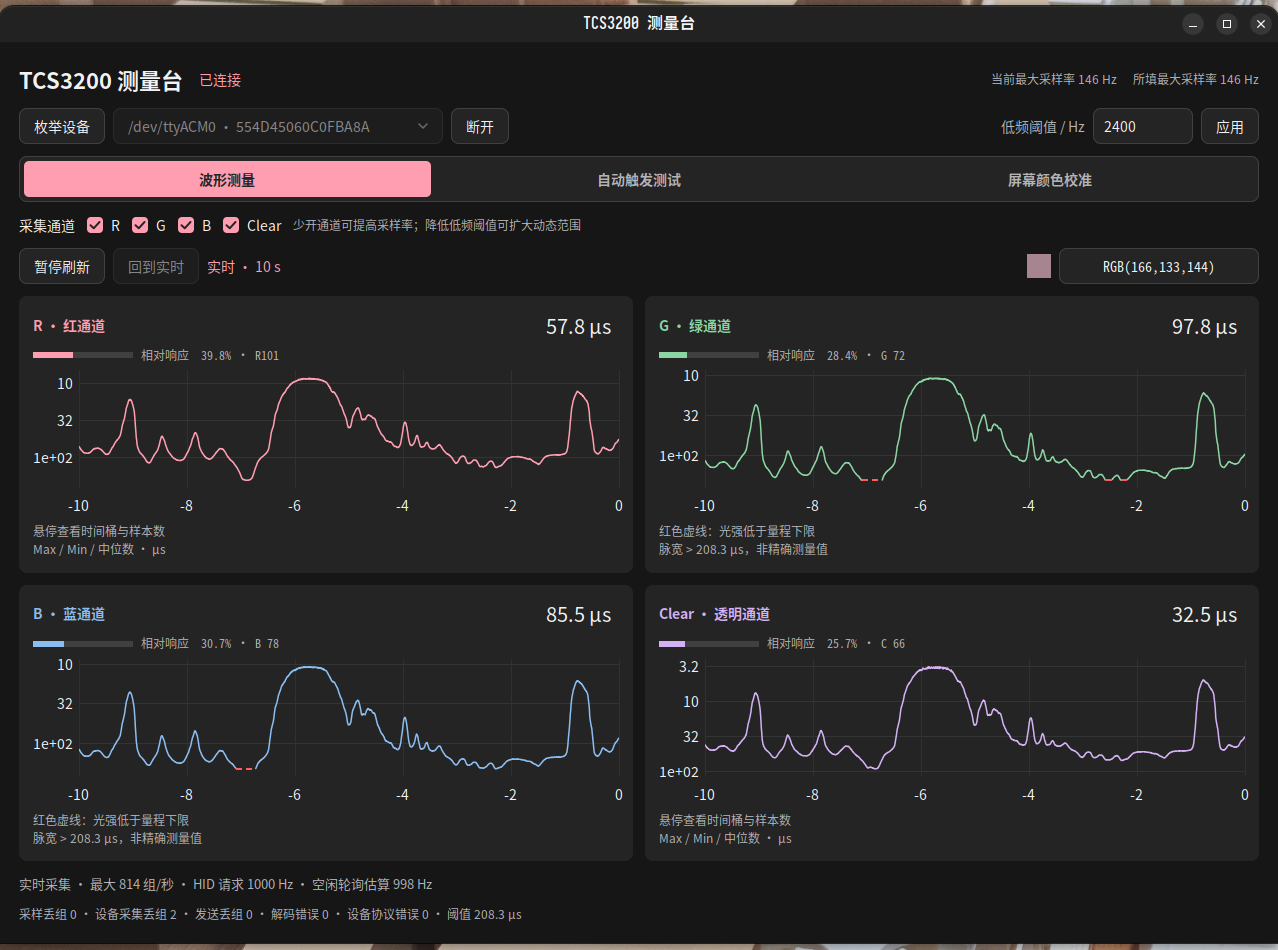 TCS3200 测量台
TCS3200 测量台 已连接 当前最大采样率 146 Hz 所填最大采样率 146 Hz
枚举设备 /dev/ttyACM0 · 554D45060C0FBA8A 断开 低频阈值 / Hz 2400 应用
波形测量 自动触发测试 屏幕颜色校准
采集通道 R G B Clear 少开通道可提高采样率；降低低频阈值可扩大动态范围
暂停刷新 回到实时 实时 · 10 s RGB(166,133,144)
R · 红通道 57.8 μs
相对响应 39.8% · R101
10
32
1e+02
-10 -8 -6 -4 -2 0
悬停查看时间桶与样本数
Max / Min / 中位数 · μs
G · 绿通道 97.8 μs
相对响应 28.4% · G 72
10
32
1e+02
-10 -8 -6 -4 -2 0
红色虚线：光强低于量程下限
脉宽 > 208.3 μs，非精确测量值
B · 蓝通道 85.5 μs
相对响应 30.7% · B 78
10
32
1e+02
-10 -8 -6 -4 -2 0
红色虚线：光强低于量程下限
脉宽 > 208.3 μs，非精确测量值
Clear · 透明通道 32.5 μs
相对响应 25.7% · C 66
3.2
10
32
1e+02
-10 -8 -6 -4 -2 0
悬停查看时间桶与样本数
Max / Min / 中位数 · μs
实时采集 · 最大 814 组/秒 · HID 请求 1000 Hz · 空闲轮询估算 998 Hz
采样丢组 0 · 设备采集丢组 2 · 发送丢组 0 · 解码错误 0 · 设备协议错误 0 · 阈值 208.3 μs